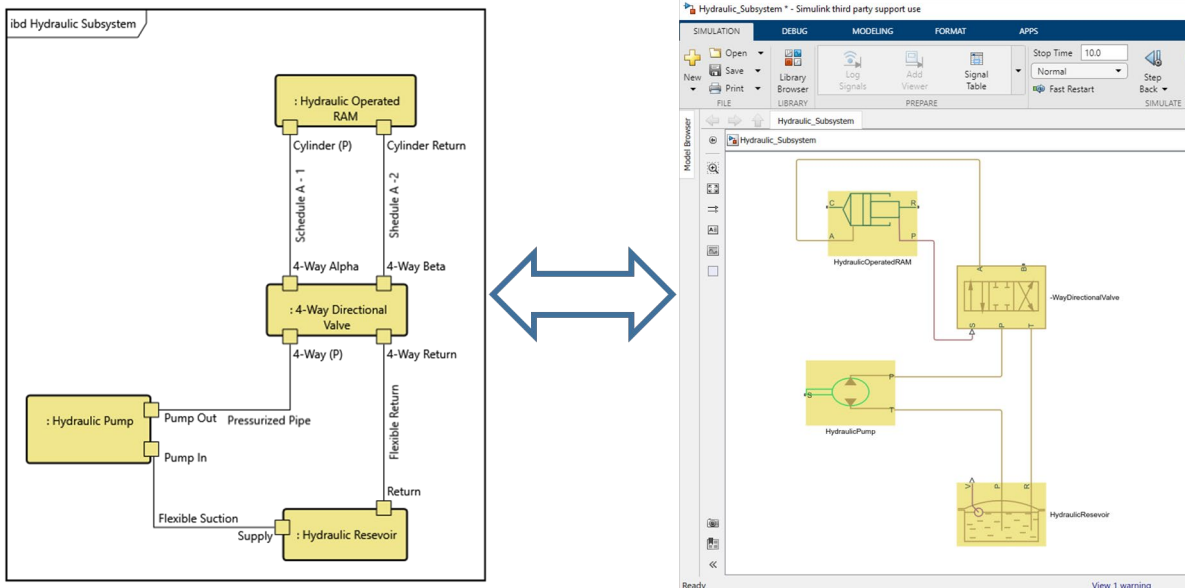 ibd Hydraulic Subsystem
: Hydraulic Operated
RAM
Cylinder (P)
Cylinder Return
Schedule A - 1
Shedule A -2
4-Way Alpha
4-Way Beta
: 4-Way Directional
Valve
4-Way (P)
4-Way Return
: Hydraulic Pump
Pump Out
Pressurized Pipe
Pump In
Flexible Return
Return
Flexible Suction
Supply
: Hydraulic Resevoir
Hydraulic_Subsystem * - Simulink third party support use
SIMULATION
DEBUG
MODELING
FORMAT
APPS
New
Open
Save
Print
FILE
Library
Browser
LIBRARY
Log
Signals
Add
Viewer
Signal
Table
PREPARE
Stop Time
10.0
Normal
Fast Restart
Step
Back
SIMULATE
Model Browser
Hydraulic_Subsystem
Hydraulic_Subsystem
C
R
A
P
HydraulicOperatedRAM
A
B
-WayDirectionalValve
S
P
T
P
S
T
HydraulicPump
V
P
R
HydraulicResevoir
Ready
View 1 warning